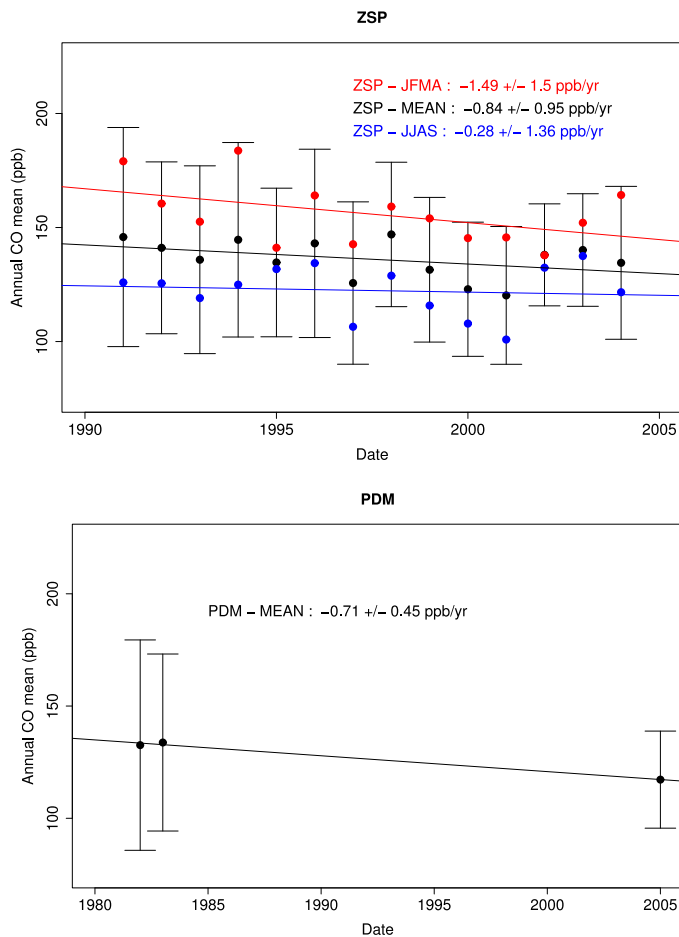 ZSP
ZSP − JFMA : −1.49 +/− 1.5 ppb/yr
ZSP − MEAN : −0.84 +/− 0.95 ppb/yr
ZSP − JJAS : −0.28 +/− 1.36 ppb/yr
Annual CO mean (ppb)
200
150
100
1990 1995 2000 2005
Date
PDM
PDM − MEAN : −0.71 +/− 0.45 ppb/yr
Annual CO mean (ppb)
200
150
100
1980 1985 1990 1995 2000 2005
Date